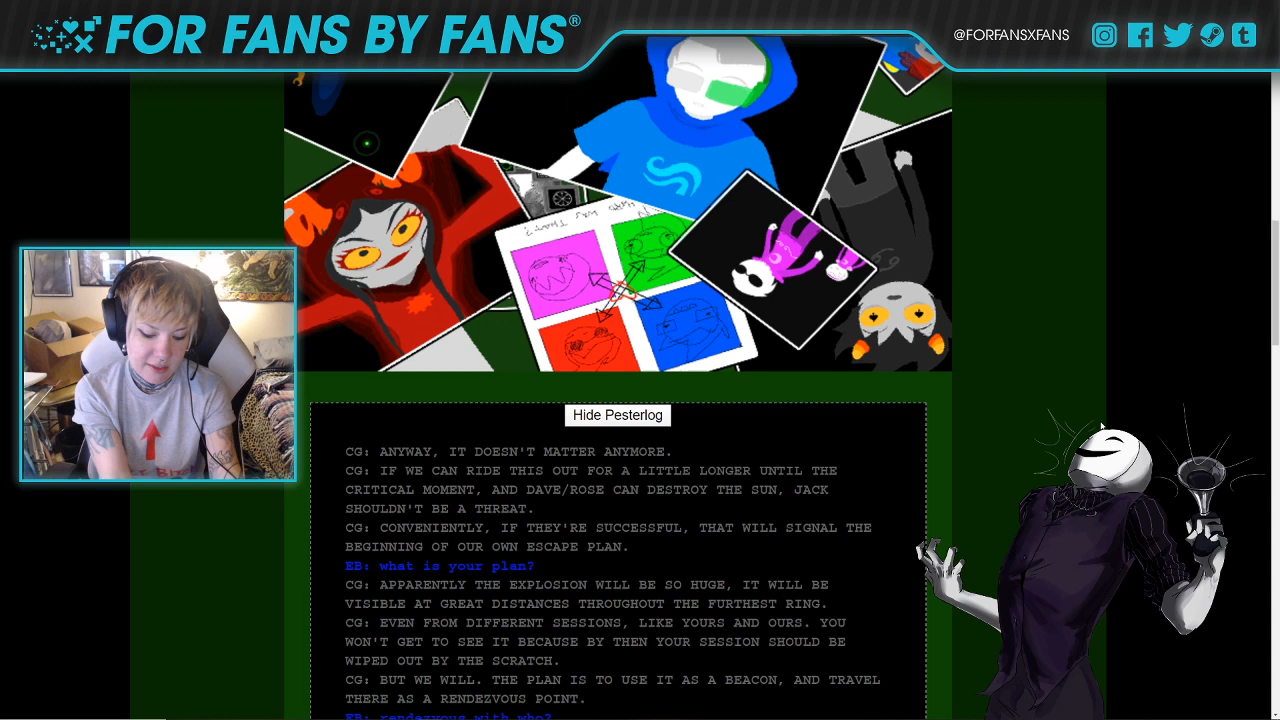 FOR FANS BY FANS®
@FORFANSXFANS
Hide Pesterlog
CG: ANYWAY, IT DOESN'T MATTER ANYMORE.
CG: IF WE CAN RIDE THIS OUT FOR A LITTLE LONGER UNTIL THE
CRITICAL MOMENT, AND DAVE/ROSE CAN DESTROY THE SUN, JACK
SHOULDN'T BE A THREAT.
CG: CONVENIENTLY, IF THEY'RE SUCCESSFUL, THAT WILL SIGNAL THE
BEGINNING OF OUR OWN ESCAPE PLAN.
EB: what is your plan?
CG: APPARENTLY THE EXPLOSION WILL BE SO HUGE, IT WILL BE
VISIBLE AT GREAT DISTANCES THROUGHOUT THE FURTHEST RING.
CG: EVEN FROM DIFFERENT SESSIONS, LIKE YOURS AND OURS. YOU
WON'T GET TO SEE IT BECAUSE BY THEN YOUR SESSION SHOULD BE
WIPED OUT BY THE SCRATCH.
CG: BUT WE WILL. THE PLAN IS TO USE IT AS A BEACON, AND TRAVEL
THERE AS A RENDEZVOUS POINT.
EB: rendezvous with who?